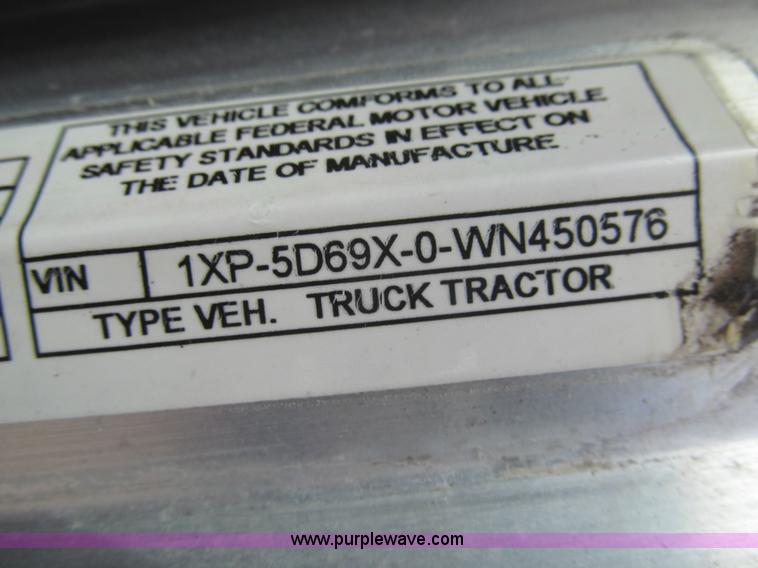 THIS VEHICLE COMFORMS TO ALL
APPLICABLE FEDERAL MOTOR VEHICLE
SAFETY STANDARDS IN EFFECT ON
THE DATE OF MANUFACTURE.
VIN 1XP-5D69X-0-WN450576
TYPE VEH. TRUCK TRACTOR
www.purplewave.com